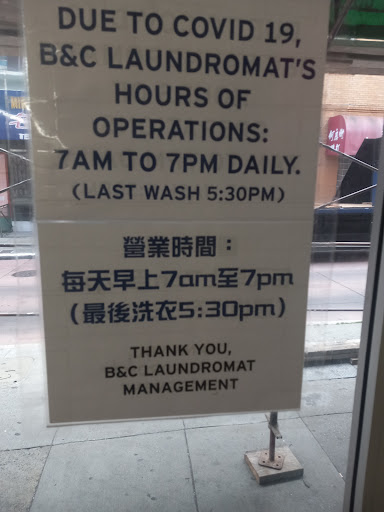 DUE TO COVID 19,
B&C LAUNDROMAT'S
HOURS OF
OPERATIONS:
7AM TO 7PM DAILY.
(LAST WASH 5:30PM)
營業時間：
每天早上7am至7pm
(最後洗衣5:30pm)
THANK YOU,
B&C LAUNDROMAT
MANAGEMENT